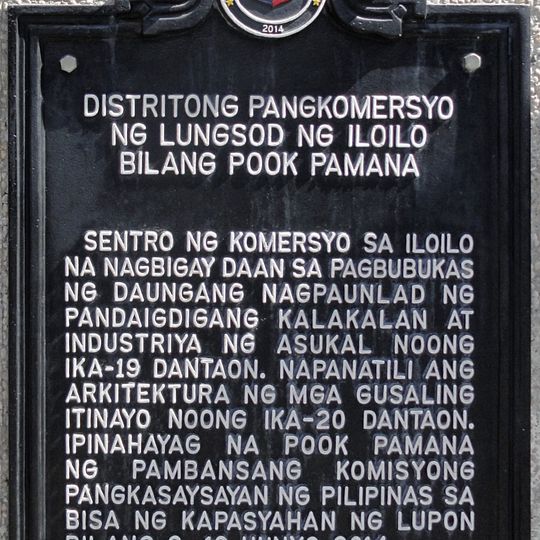 2014
DISTRITONG PANGKOMERSYO
NG LUNGSOD NG ILOILO
BILANG POOK PAMANA
SENTRO NG KOMERSYO SA ILOILO
NA NAGBIGAY DAAN SA PAGBUBUKAS
NG DAUNGANG NAGPAUNLAD NG
PANDAIGDIGANG KALAKALAN AT
INDUSTRIYA NG ASUKAL NOONG
IKA-19 DANTAON. NAPANATILI ANG
ARKITEKTURA NG MGA GUSALING
ITINAYO NOONG IKA-20 DANTAON.
IPINAHAYAG NA POOK PAMANA
NG PAMBANSANG KOMISYONG
PANGKASAYSAYAN NG PILIPINAS SA
BISA NG KAPASYAHAN NG LUPON